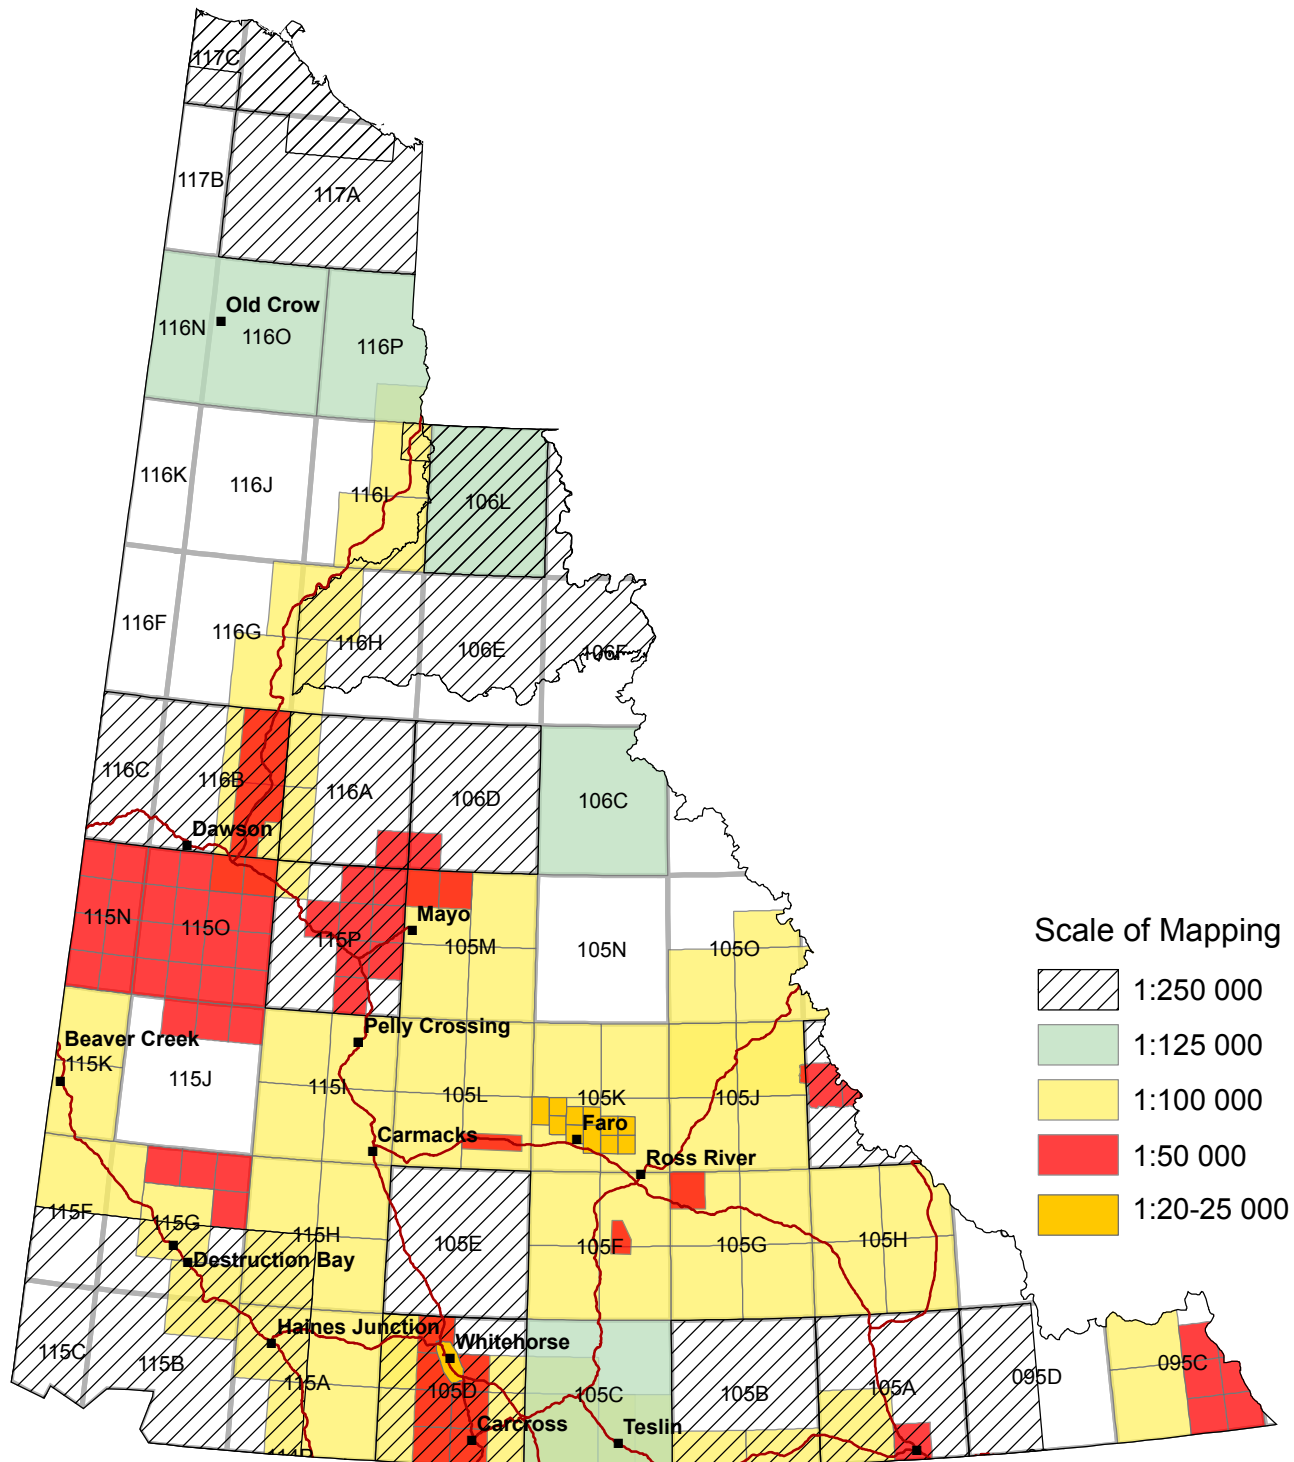 117C
117B
117A
Old Crow
116N
116O
116P
116K
116J
116I
106L
116F
116G
116H
106E
106F
116C
116B
116A
106D
106C
Dawson
115N
115O
115P
Mayo
105M
105N
105O
Scale of Mapping
1:250 000
1:125 000
1:100 000
1:50 000
1:20-25 000
Pelly Crossing
Beaver Creek
115K
115J
115I
105L
105K
105J
Faro
Carmacks
Ross River
115F
115G
115H
105E
105F
105G
105H
Destruction Bay
Haines Junction
Whitehorse
115C
115B
115A
105D
105C
105B
105A
095D
095C
Carcross
Teslin